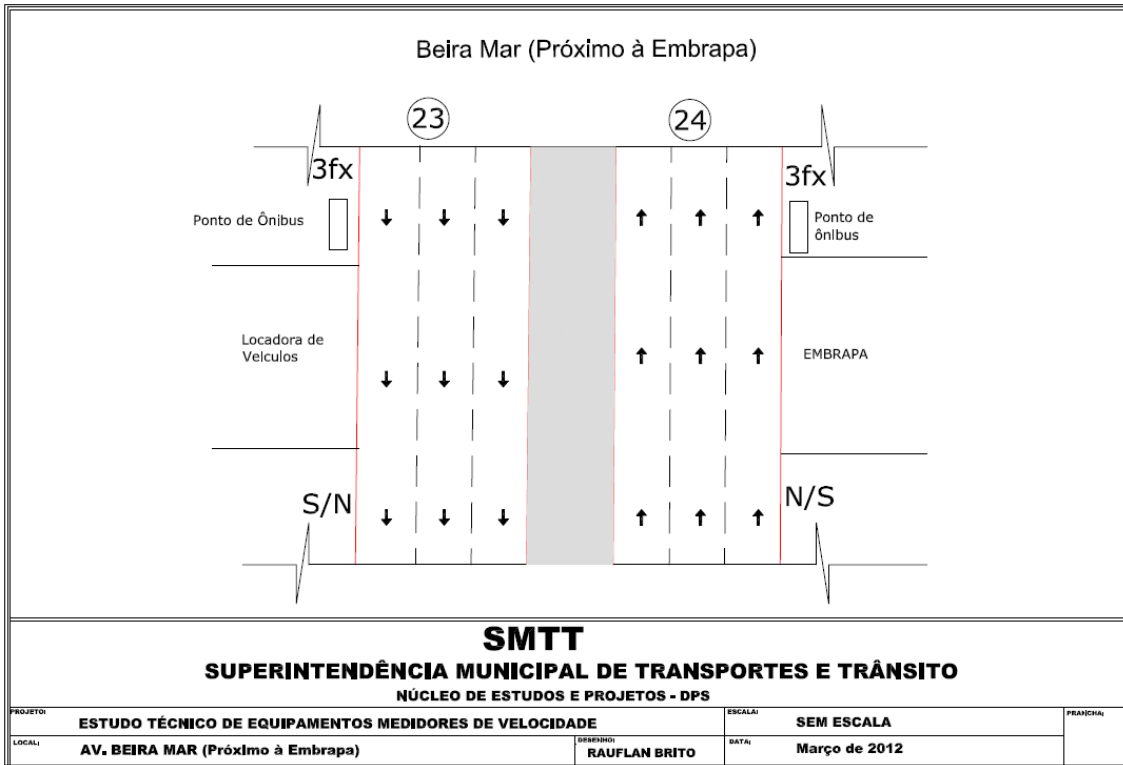 Beira Mar (Próximo à Embrapa)
23
24
3fx
3fx
Ponto de Ônibus
Ponto de
ônibus
Locadora de
Veículos
EMBRAPA
S/N
N/S
SMTT
SUPERINTENDÊNCIA MUNICIPAL DE TRANSPORTES E TRÂNSITO
NÚCLEO DE ESTUDOS E PROJETOS - DPS
PROJETO:
ESTUDO TÉCNICO DE EQUIPAMENTOS MEDIDORES DE VELOCIDADE
ESCALA:
SEM ESCALA
PRANCHA:
LOCAL:
AV. BEIRA MAR (Próximo à Embrapa)
DESENHO:
RAUFLAN BRITO
DATA:
Março de 2012